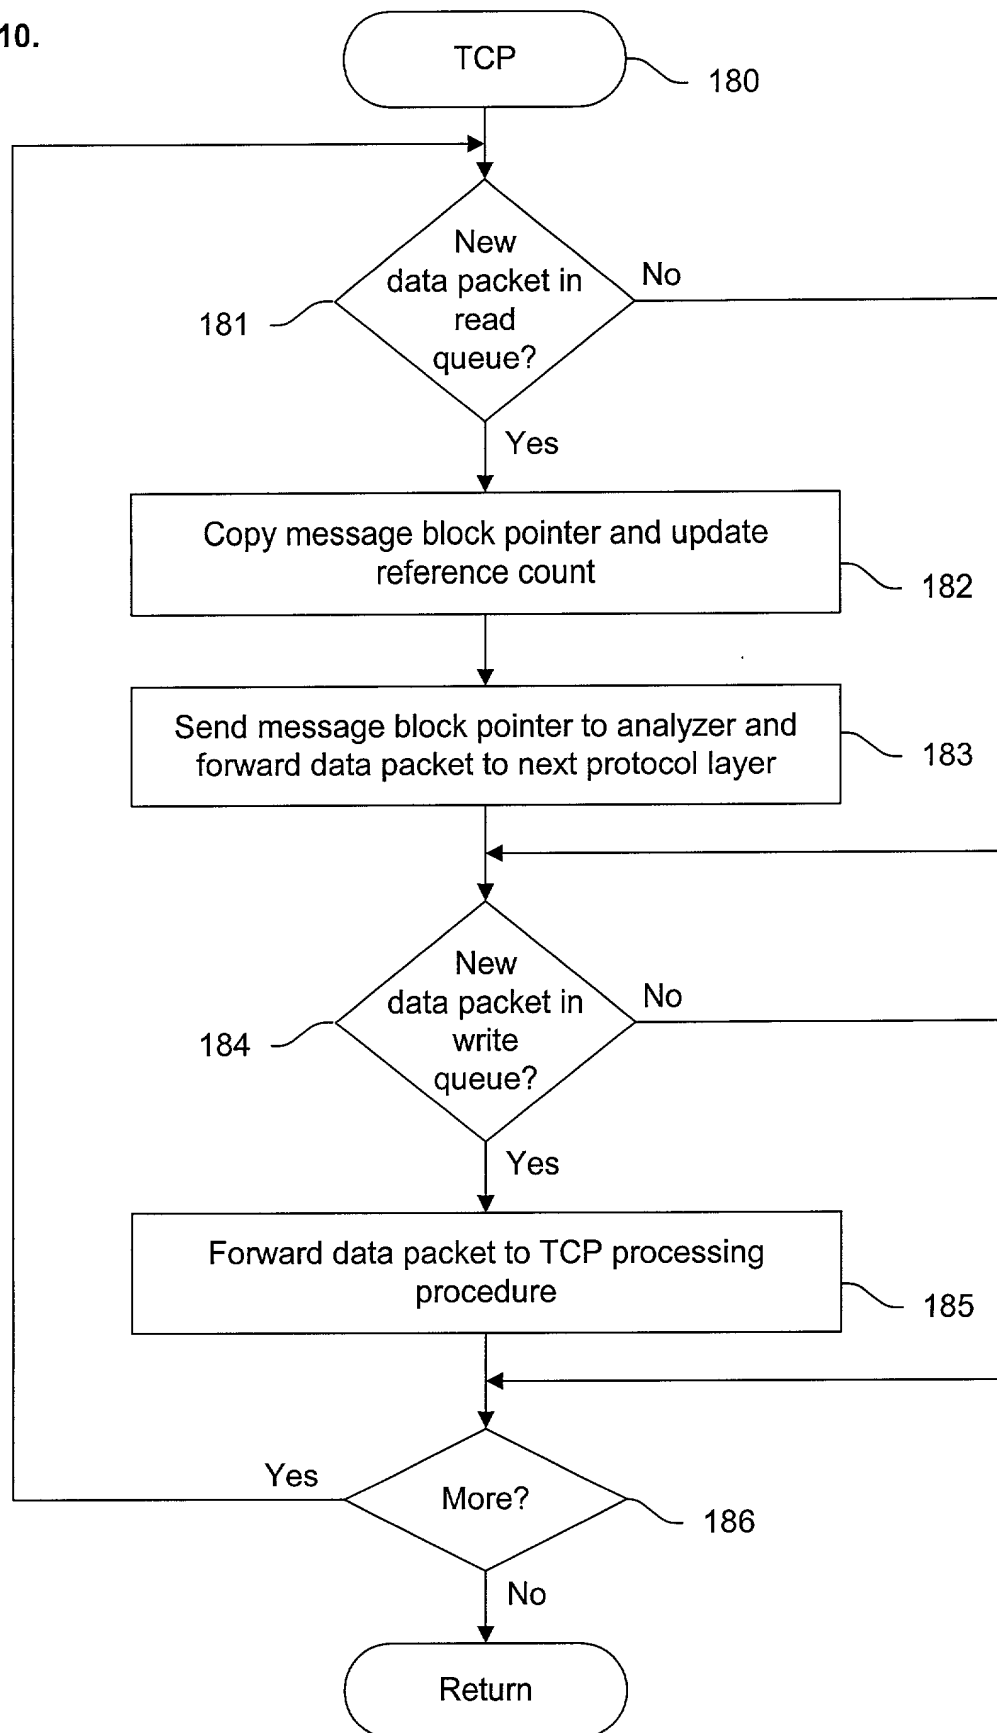 10.
TCP
180
New
data packet in
read
queue?
No
181
Yes
Copy message block pointer and update
reference count
182
Send message block pointer to analyzer and
forward data packet to next protocol layer
183
New
data packet in
write
queue?
No
184
Yes
Forward data packet to TCP processing
procedure
185
Yes
More?
186
No
Return